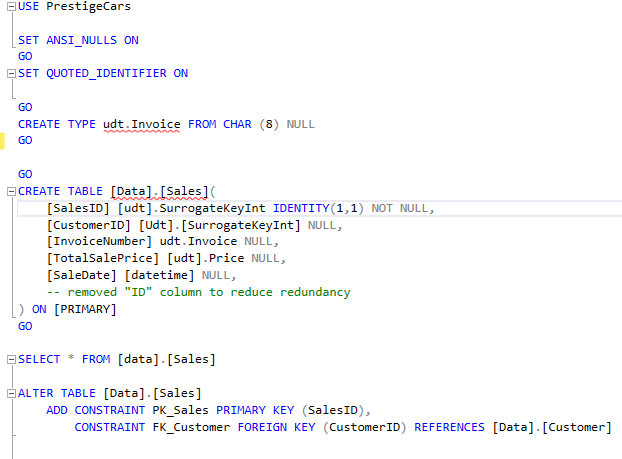 USE PrestigeCars
SET ANSI_NULLS ON
GO
SET QUOTED_IDENTIFIER ON
GO
CREATE TYPE udt.Invoice FROM CHAR (8) NULL
GO
GO
CREATE TABLE [Data].[Sales](
[SalesID] [udt].SurrogateKeyInt IDENTITY(1,1) NOT NULL,
[CustomerID] [Udt].[SurrogateKeyInt] NULL,
[InvoiceNumber] udt.Invoice NULL,
[TotalSalePrice] [udt].Price NULL,
[SaleDate] [datetime] NULL,
-- removed "ID" column to reduce redundancy
) ON [PRIMARY]
GO
SELECT * FROM [data].[Sales]
ALTER TABLE [Data].[Sales]
ADD CONSTRAINT PK_Sales PRIMARY KEY (SalesID),
CONSTRAINT FK_Customer FOREIGN KEY (CustomerID) REFERENCES [Data].[Customer]